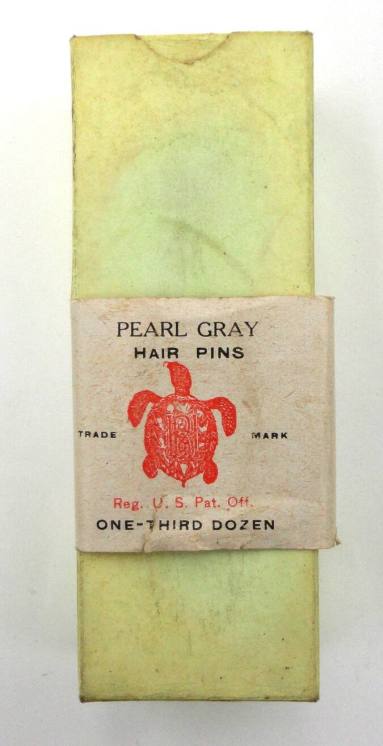 PEARL GRAY
HAIR PINS
TRADE MARK
Reg. U. S. Pat. Off.
ONE-THIRD DOZEN